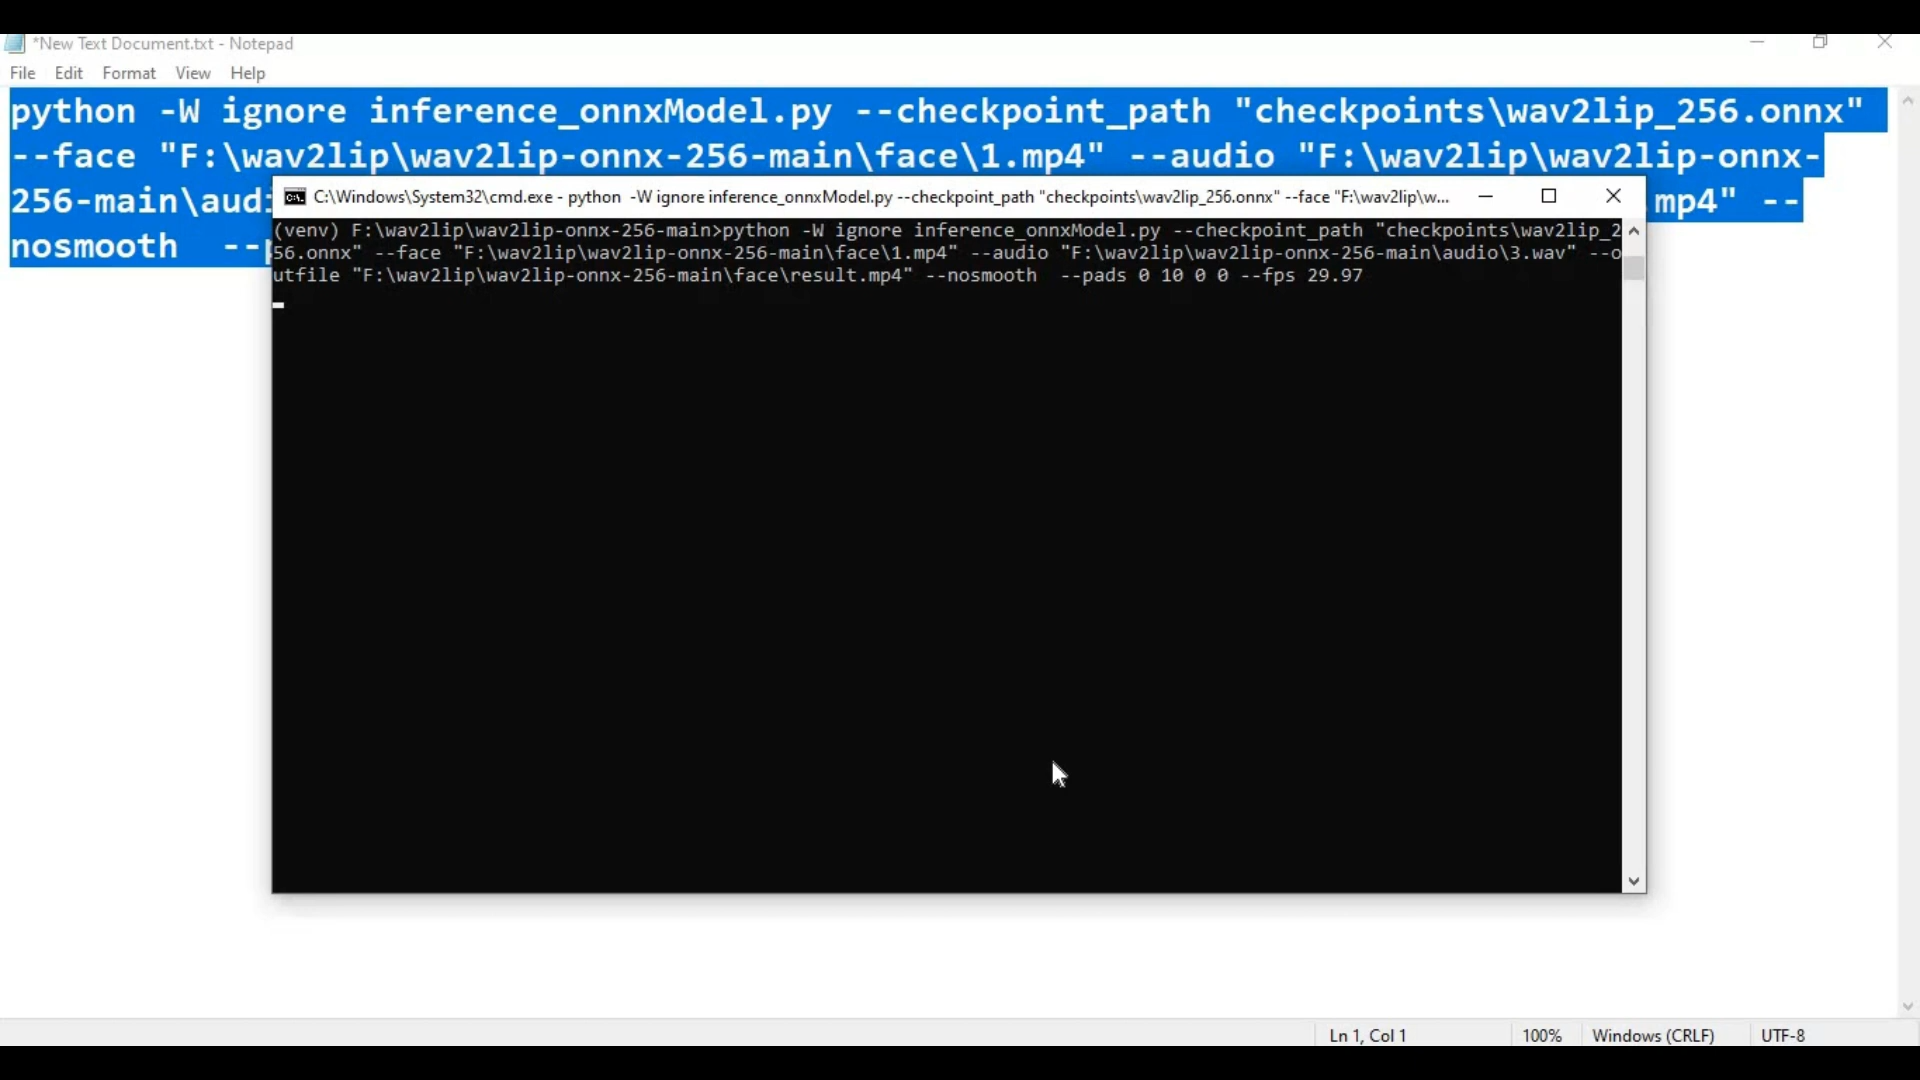 *New Text Document.txt - Notepad
File Edit Format View Help
python -W ignore inference_onnxModel.py --checkpoint_path "checkpoints\wav2lip_256.onnx"
--face "F:\wav2lip\wav2lip-onnx-256-main\face\1.mp4" --audio "F:\wav2lip\wav2lip-onnx-
256-main\audi .mp4" --
nosmooth --p
C:\Windows\System32\cmd.exe - python -W ignore inference_onnxModel.py --checkpoint_path "checkpoints\wav2lip_256.onnx" --face "F:\wav2lip\w...
(venv) F:\wav2lip\wav2lip-onnx-256-main>python -W ignore inference_onnxModel.py --checkpoint_path "checkpoints\wav2lip_2
56.onnx" --face "F:\wav2lip\wav2lip-onnx-256-main\face\1.mp4" --audio "F:\wav2lip\wav2lip-onnx-256-main\audio\3.wav" --o
utfile "F:\wav2lip\wav2lip-onnx-256-main\face\result.mp4" --nosmooth  --pads 0 10 0 0 --fps 29.97
Ln 1, Col 1 100% Windows (CRLF) UTF-8